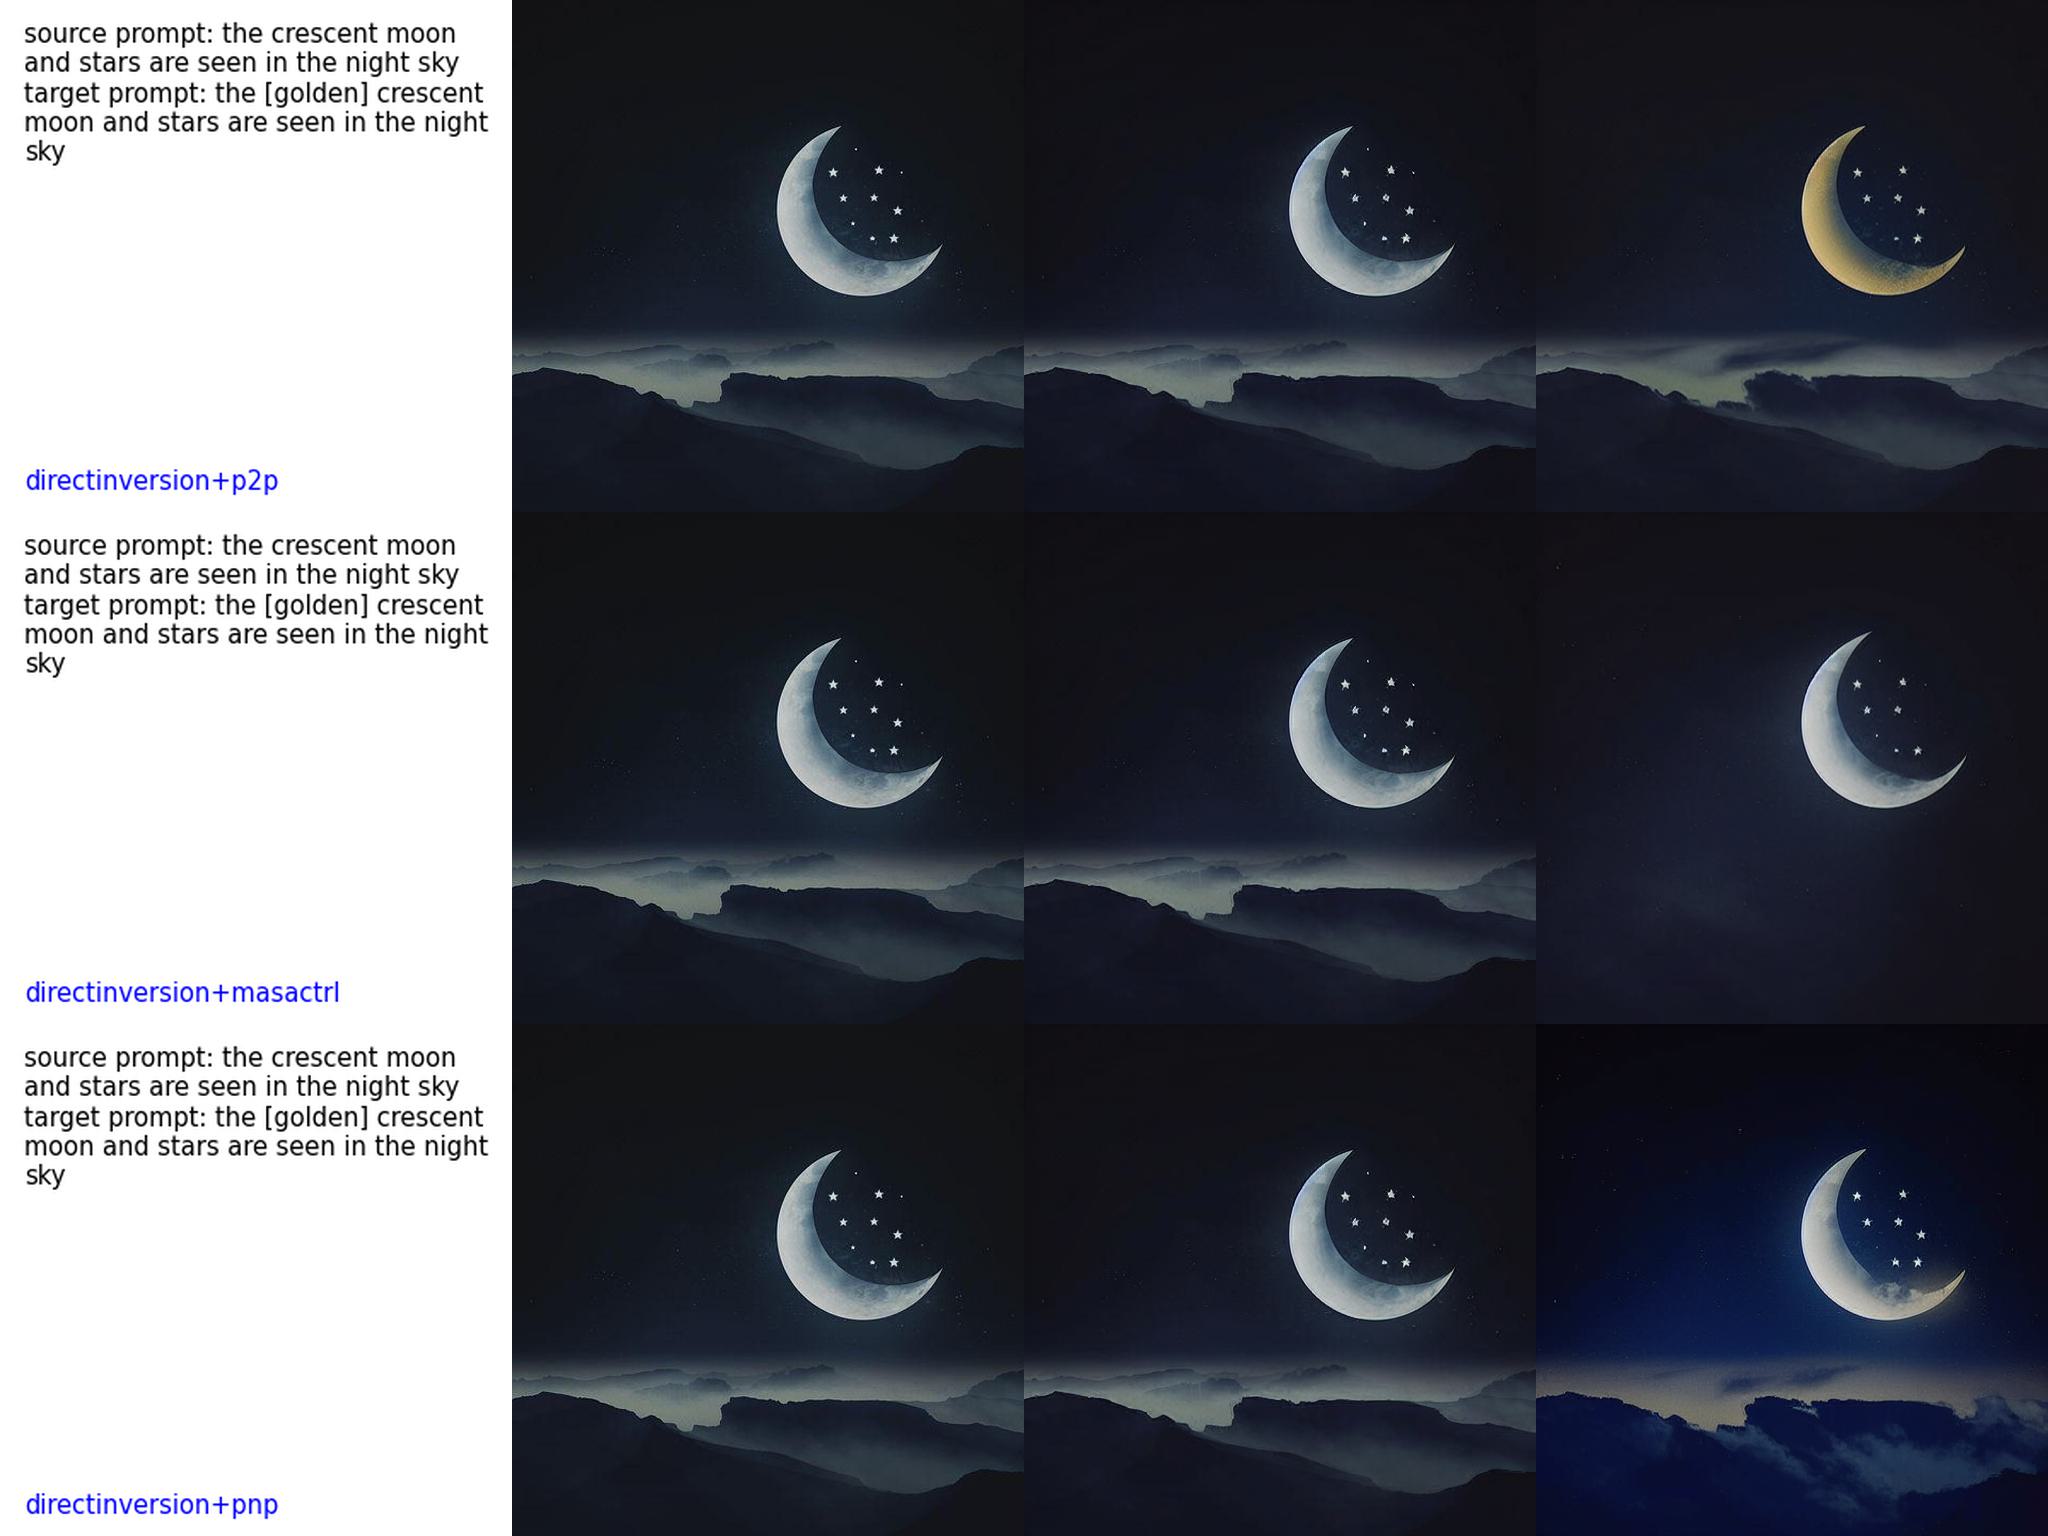 source prompt: the crescent moon
and stars are seen in the night sky
target prompt: the [golden] crescent
moon and stars are seen in the night
sky
directinversion+p2p
source prompt: the crescent moon
and stars are seen in the night sky
target prompt: the [golden] crescent
moon and stars are seen in the night
sky
directinversion+masactrl
source prompt: the crescent moon
and stars are seen in the night sky
target prompt: the [golden] crescent
moon and stars are seen in the night
sky
directinversion+pnp